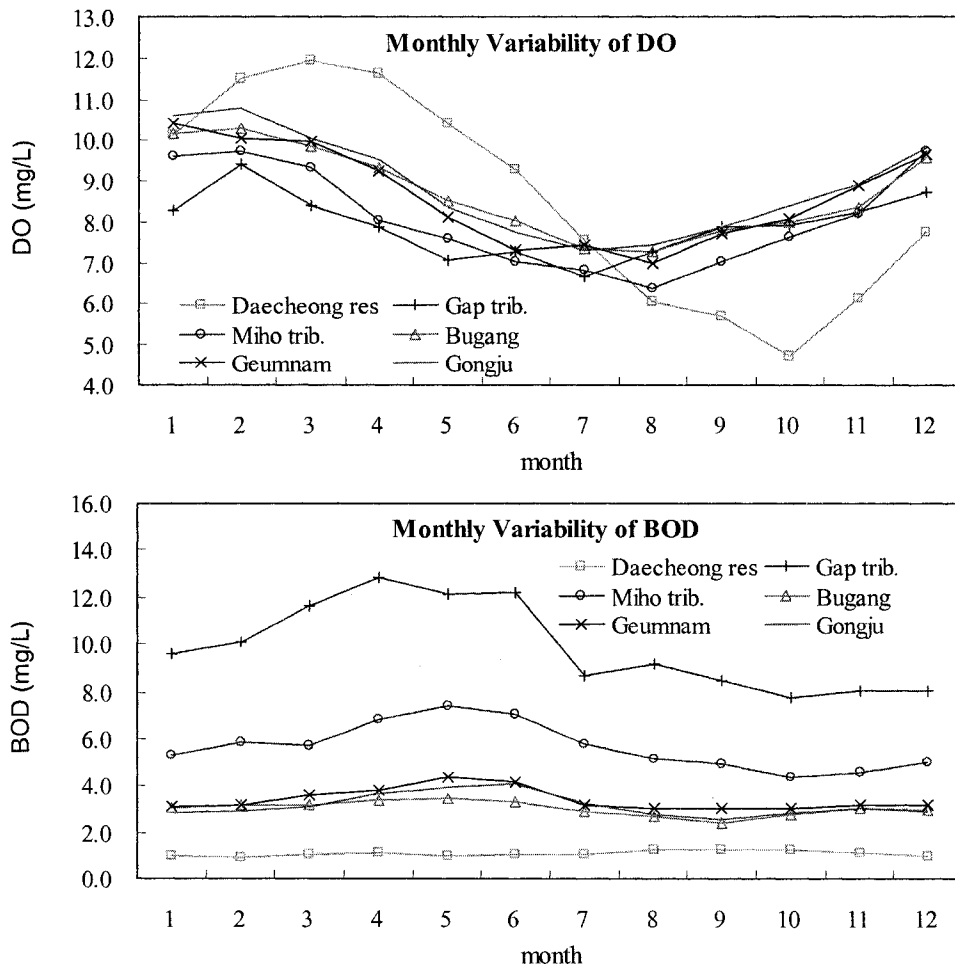 Monthly Variability of DO
DO (mg/L)
13.0
12.0
11.0
10.0
9.0
8.0
7.0
6.0
5.0
4.0
Daecheong res Gap trib.
Miho trib. Bugang
Geumnam Gongju
1 2 3 4 5 6 7 8 9 10 11 12
month
Monthly Variability of BOD
BOD (mg/L)
16.0
14.0
12.0
10.0
8.0
6.0
4.0
2.0
0.0
Daecheong res Gap trib.
Miho trib. Bugang
Geumnam Gongju
1 2 3 4 5 6 7 8 9 10 11 12
month